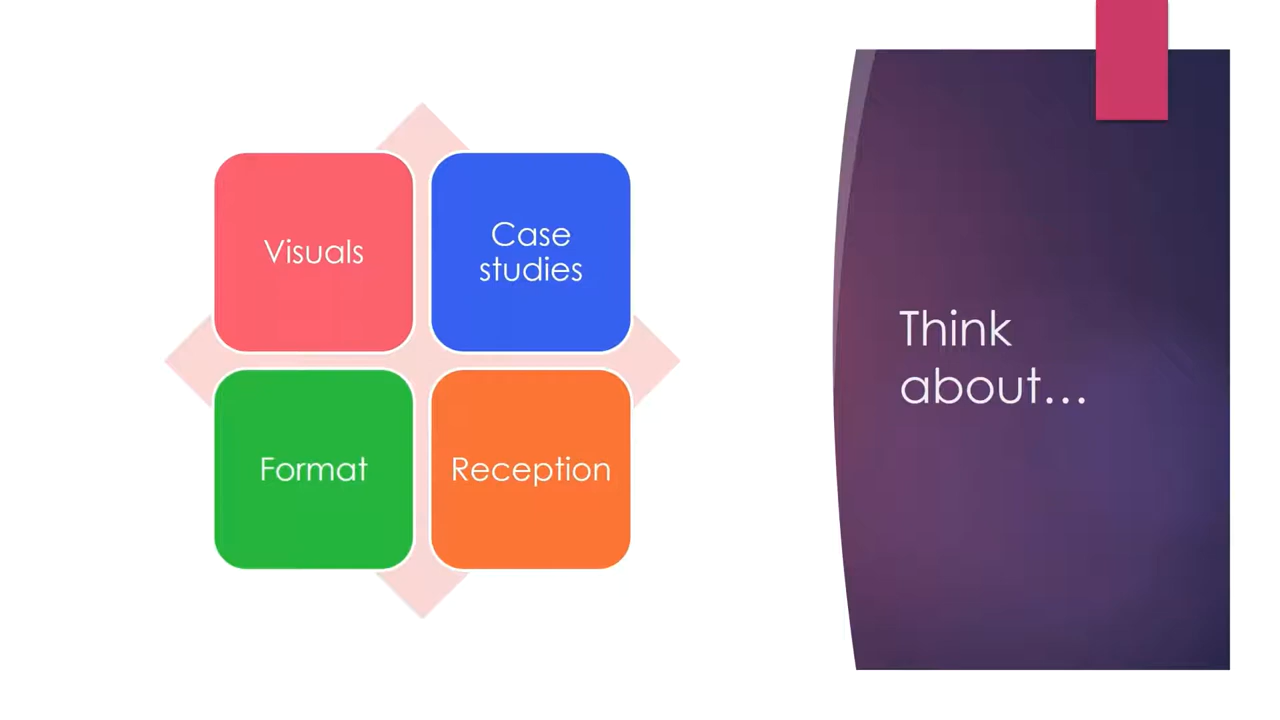 Visuals
Case
studies
Format
Reception
Think
about…